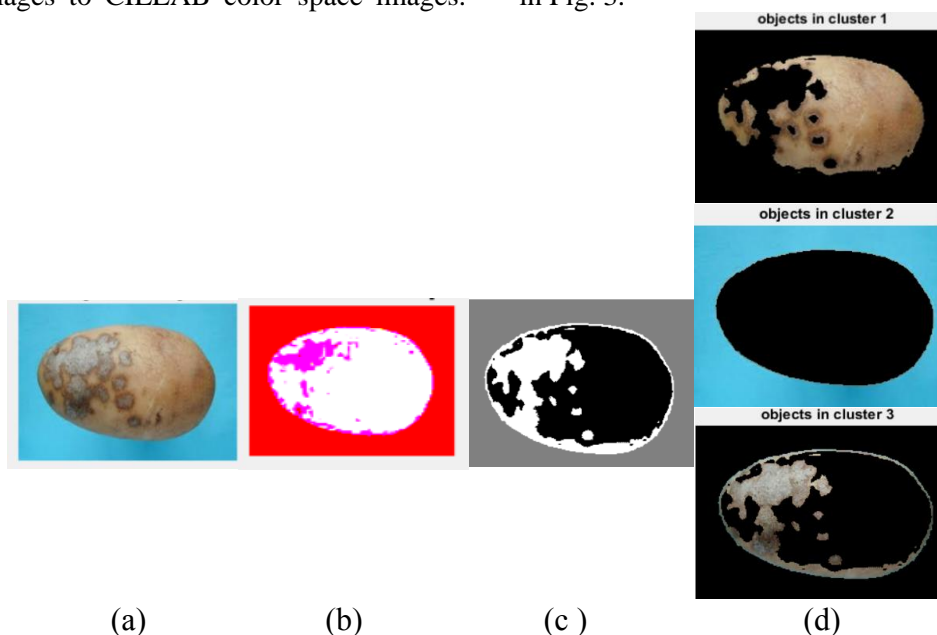 to CIELAB color space images.
in Fig. 3.
objects in cluster 1
objects in cluster 2
objects in cluster 3
(a) (b) (c ) (d)